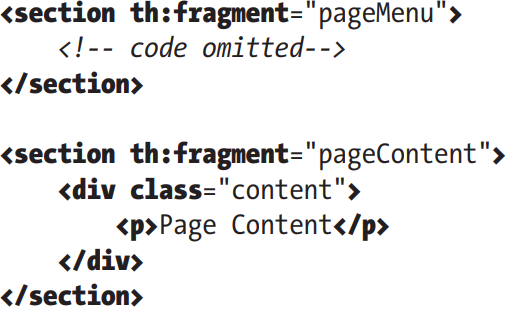 <section th:fragment="pageMenu">
<!-- code omitted-->
</section>
<section th:fragment="pageContent">
<div class="content">
<p>Page Content</p>
</div>
</section>